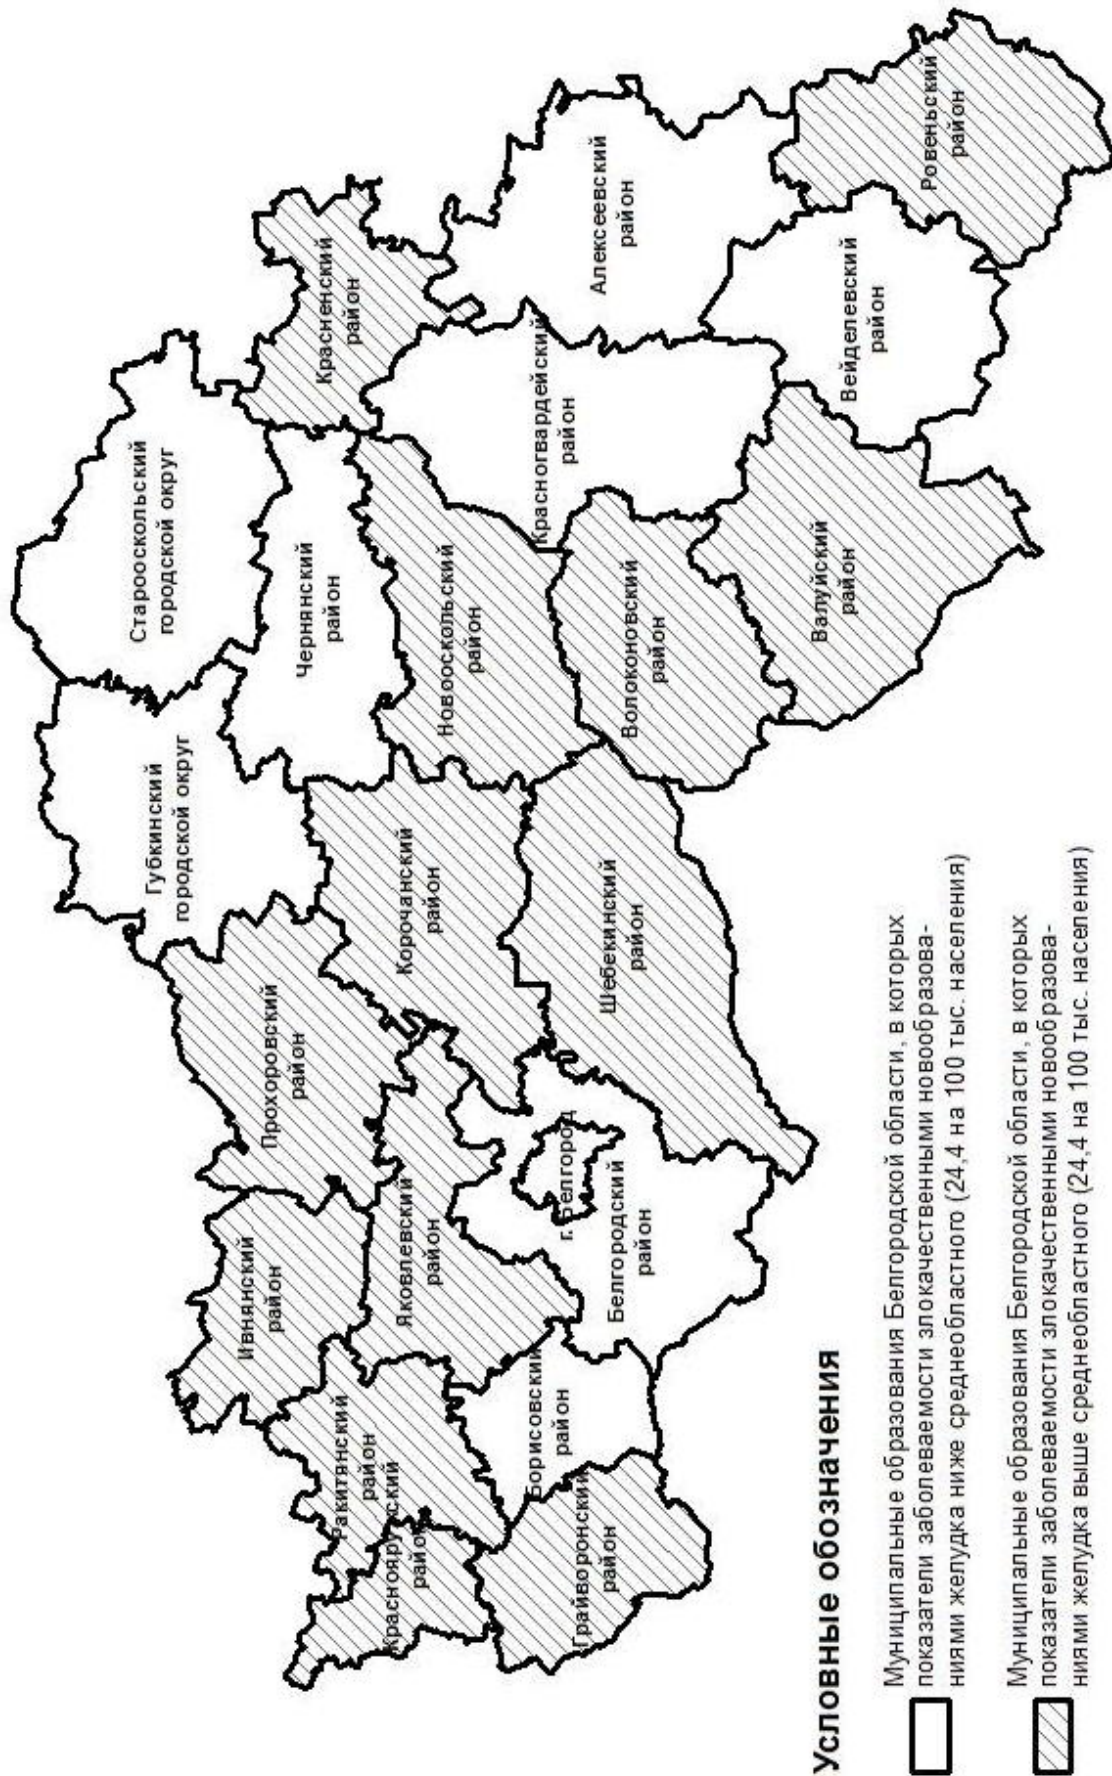 Старооскольский
городской округ
Губкинский
городской округ
Чернянский
район
Красненский
район
Прохоровский
район
Ивнянский
район
Корочанский
район
Новооскольский
район
Красногвардейский
район
Алексеевский
район
Ракитянский
район
Краснояружский
район
Яковлевский
район
г. Белгород
Белгородский
район
Борисовский
район
Грайворонский
район
Шебекинский
район
Волоконовский
район
Валуйский
район
Вейделевский
район
Ровеньский
район
Условные обозначения
Муниципальные образования Белгородской области, в которых
показатели заболеваемости злокачественными новообразова-
ниями желудка ниже среднеобластного (24,4 на 100 тыс. населения)
Муниципальные образования Белгородской области, в которых
показатели заболеваемости злокачественными новообразова-
ниями желудка выше среднеобластного (24,4 на 100 тыс. населения)